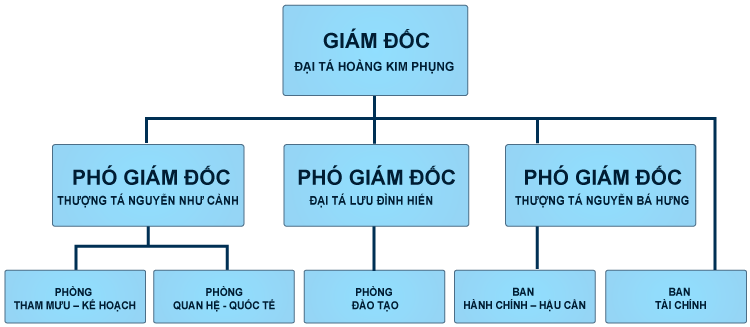 GIÁM ĐỐC
ĐẠI TÁ HOÀNG KIM PHỤNG
PHÓ GIÁM ĐỐC
THƯỢNG TÁ NGUYỄN NHƯ CẢNH
PHÓ GIÁM ĐỐC
ĐẠI TÁ LƯU ĐÌNH HIẾN
PHÓ GIÁM ĐỐC
THƯỢNG TÁ NGUYỄN BÁ HƯNG
PHÒNG
THAM MƯU – KẾ HOẠCH
PHÒNG
QUAN HỆ - QUỐC TẾ
PHÒNG
ĐÀO TẠO
BAN
HÀNH CHÍNH – HẬU CẦN
BAN
TÀI CHÍNH